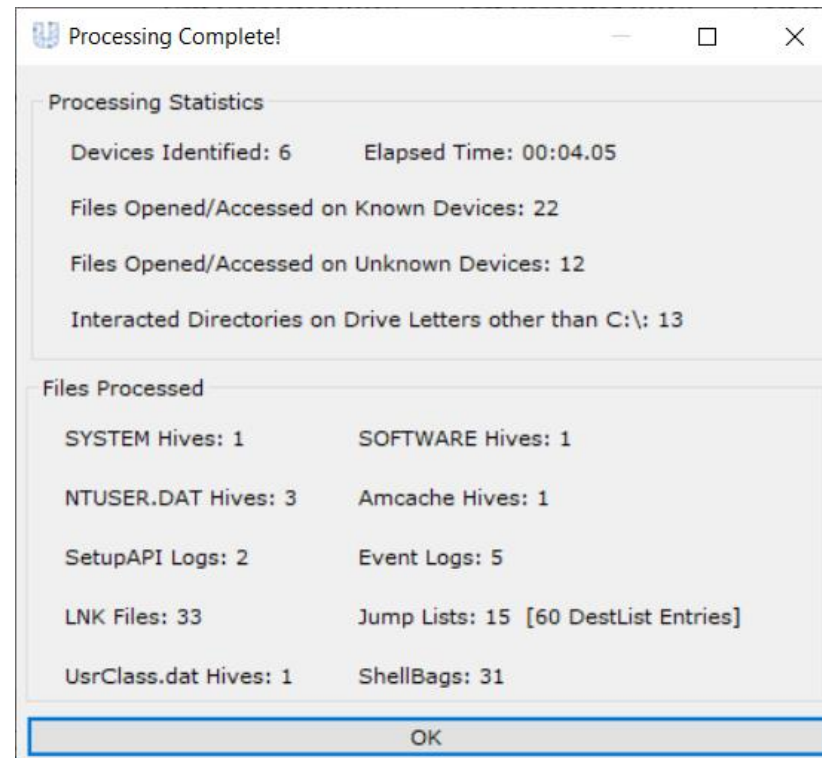 Processing Complete!
Processing Statistics
Devices Identified: 6 Elapsed Time: 00:04.05
Files Opened/Accessed on Known Devices: 22
Files Opened/Accessed on Unknown Devices: 12
Interacted Directories on Drive Letters other than C:\: 13
Files Processed
SYSTEM Hives: 1 SOFTWARE Hives: 1
NTUSER.DAT Hives: 3 Amcache Hives: 1
SetupAPI Logs: 2 Event Logs: 5
LNK Files: 33 Jump Lists: 15 [60 DestList Entries]
UsrClass.dat Hives: 1 ShellBags: 31
OK